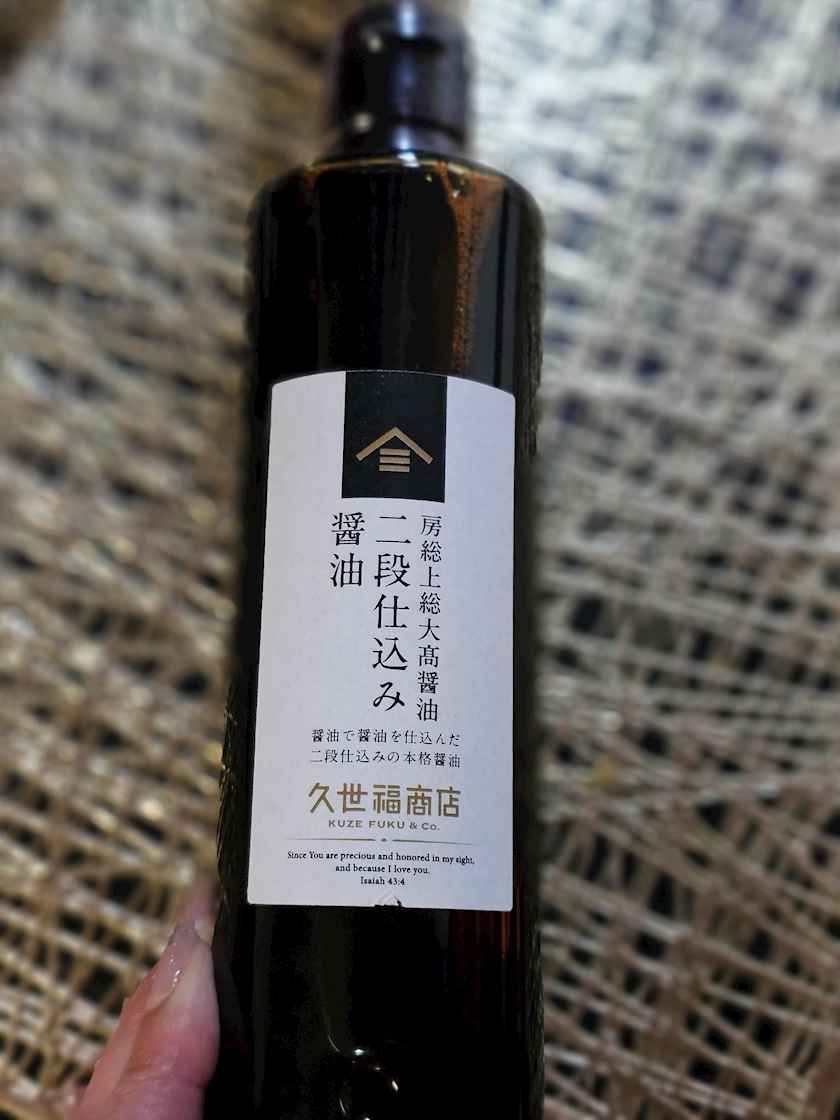 房総上総大髙醤油
二段仕込み
醤油
醤油で醤油を仕込んだ
二段仕込みの本格醤油
久世福商店
KUZE FUKU & Co.
Since You are precious and honored in my sight,
and because I love you.
Isaiah 43:4